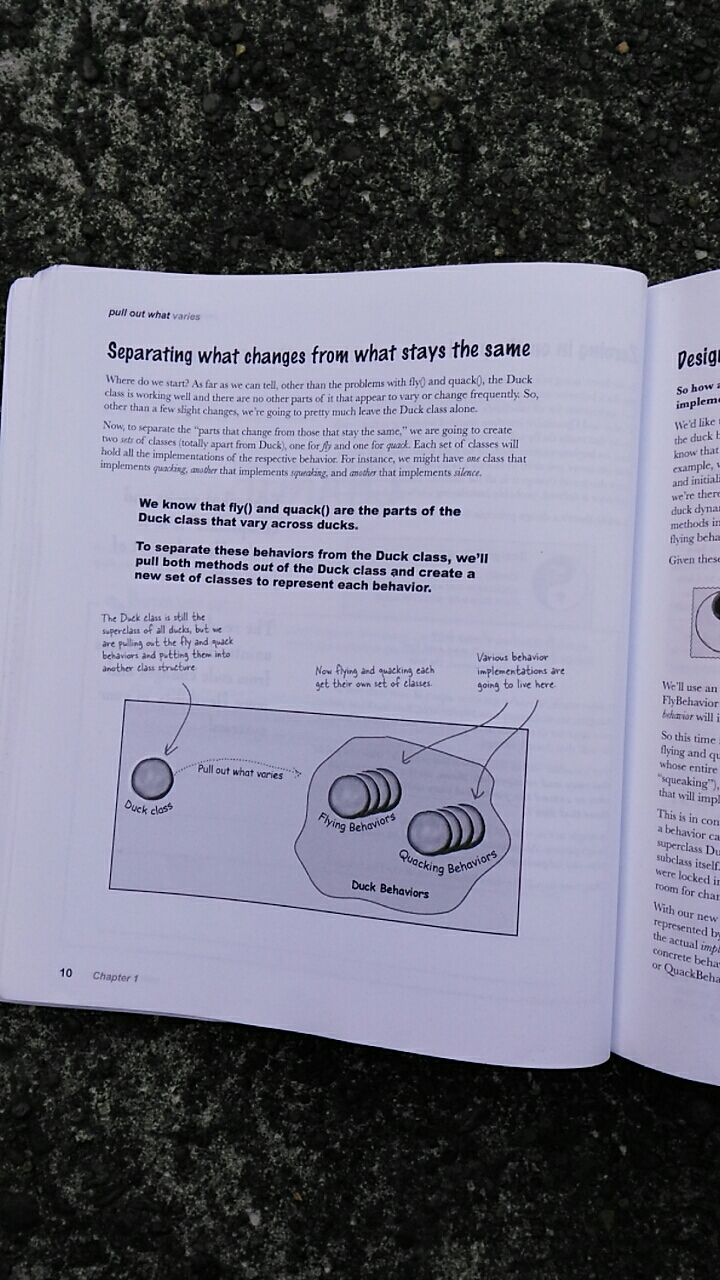 pull out what varies
Separating what changes from what stays the same
Where do we start? As far as we can tell, other than the problems with fly() and quack(), the Duck
class is working well and there are no other parts of it that appear to vary or change frequently. So,
other than a few slight changes, we're going to pretty much leave the Duck class alone.
Now, to separate the "parts that change from those that stay the same," we are going to create
two sets of classes (totally apart from Duck), one for fly and one for quack. Each set of classes will
hold all the implementations of the respective behavior. For instance, we might have one class that
implements quacking, another that implements squeaking, and another that implements silence.
We know that fly() and quack() are the parts of the
Duck class that vary across ducks.
To separate these behaviors from the Duck class, we'll
pull both methods out of the Duck class and create a
new set of classes to represent each behavior.
The Duck class is still the
superclass of all ducks, but we
are pulling out the fly and quack
behaviors and putting them into
another class structure.
Now flying and quacking each
get their own set of classes.
Various behavior
implementations are
going to live here.
Pull out what varies
Duck class
Flying Behaviors
Quacking Behaviors
Duck Behaviors
10 Chapter 1
Desig
So how a
impleme
We'd like
the duck b
know that
example,
and initiali
we're there
duck dyna
methods in
flying beha
Given these
We'll use an
FlyBehavior
behavior will i
So this time
flying and qu
whose entire
"squeaking"),
that will impl
This is in con
a behavior ca
superclass Du
subclass itself.
were locked in
room for chan
With our new
represented by
the actual impl
concrete beha
or QuackBeha